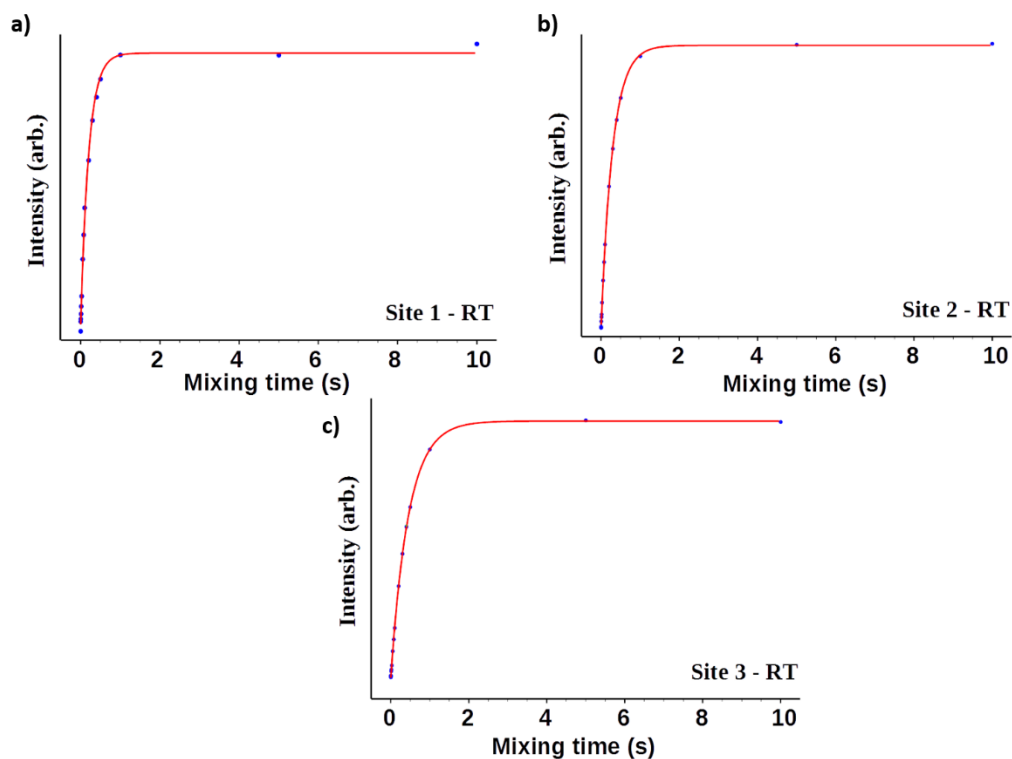 a)
Intensity (arb.)
Site 1 - RT
0 2 4 6 8 10
Mixing time (s)
b)
Intensity (arb.)
Site 2 - RT
0 2 4 6 8 10
Mixing time (s)
c)
Intensity (arb.)
Site 3 - RT
0 2 4 6 8 10
Mixing time (s)